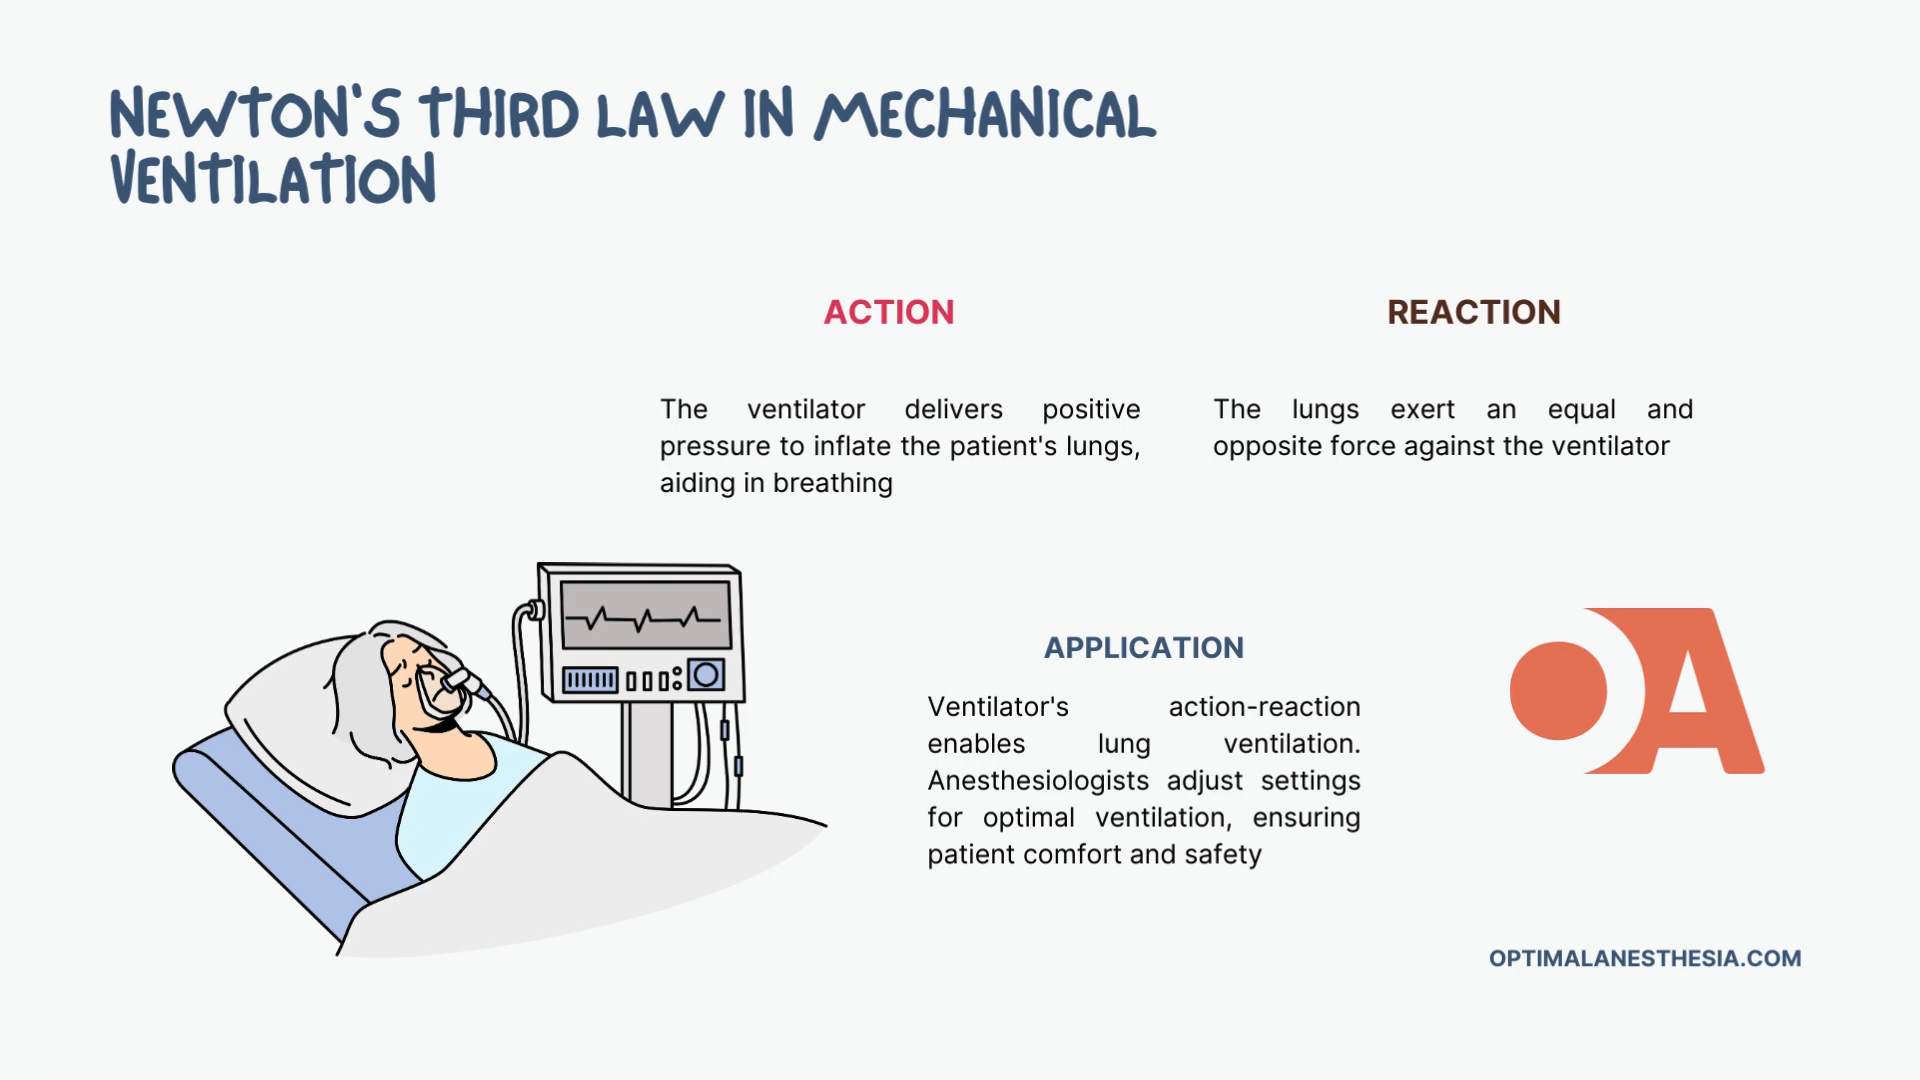 NEWTON'S THIRD LAW IN MECHANICAL
VENTILATION
ACTION
The ventilator delivers positive
pressure to inflate the patient's lungs,
aiding in breathing
REACTION
The lungs exert an equal and
opposite force against the ventilator
APPLICATION
Ventilator's action-reaction
enables lung ventilation.
Anesthesiologists adjust settings
for optimal ventilation, ensuring
patient comfort and safety
OA
OPTIMALANESTHESIA.COM